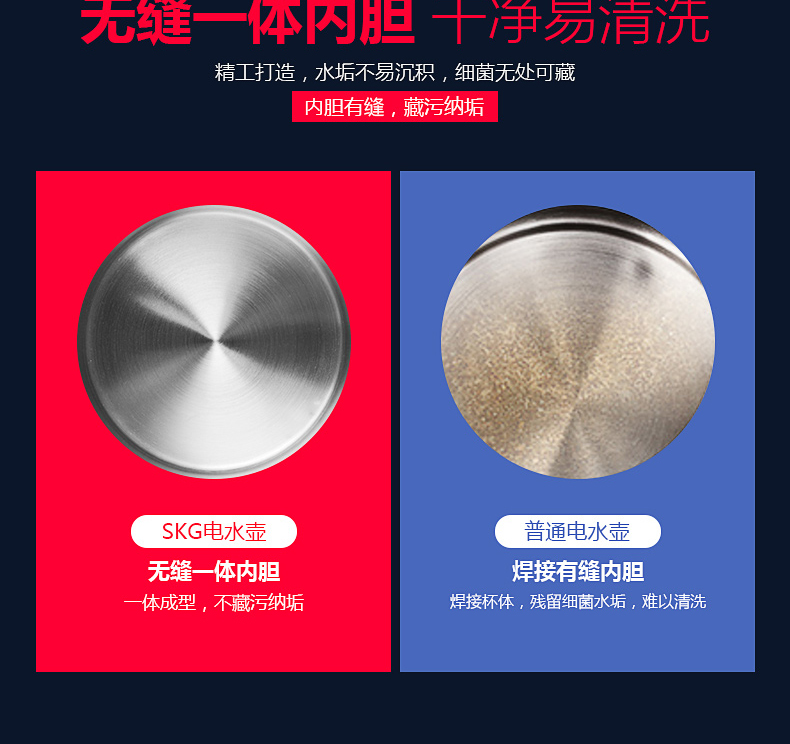 无缝一体内胆 干净易清洗
精工打造，水垢不易沉积，细菌无处可藏
内胆有缝，藏污纳垢
SKG电水壶
无缝一体内胆
一体成型，不藏污纳垢
普通电水壶
焊接有缝内胆
焊接杯体，残留细菌水垢，难以清洗